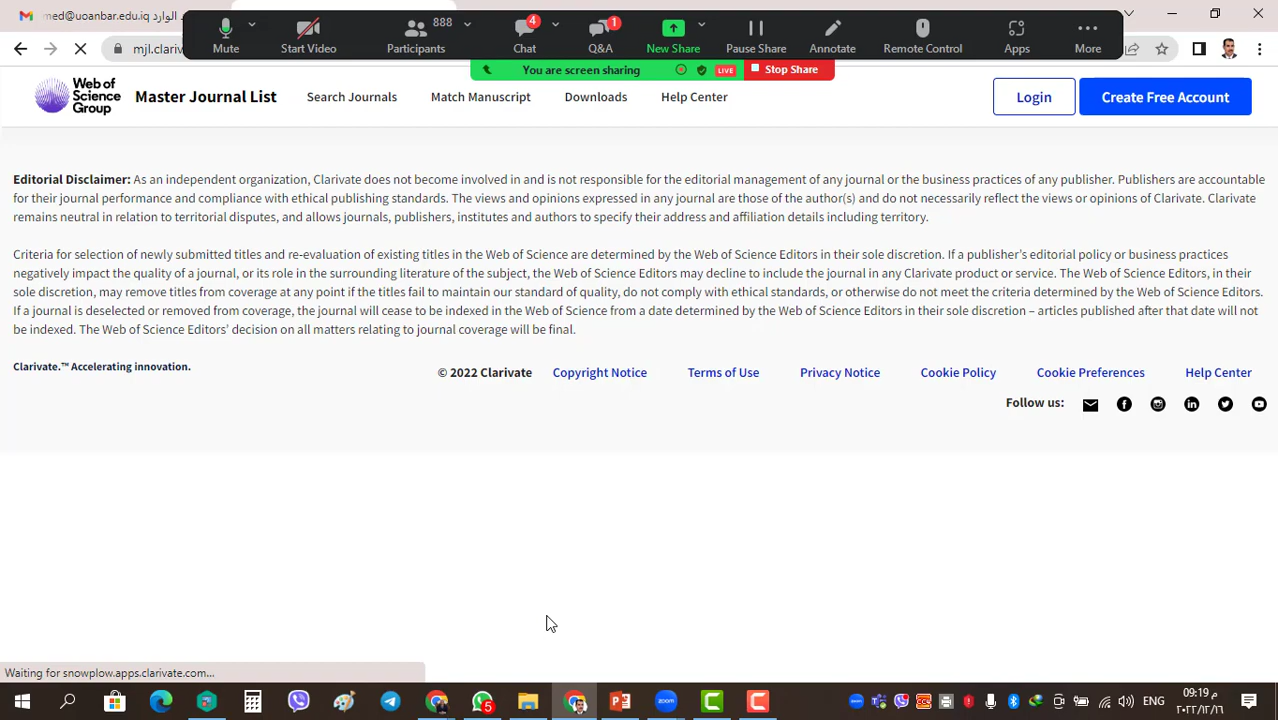 med@uoanbar.edu.iq الوارد
888
4
1
Mute
Start Video
Participants
Chat
Q&A
New Share
Pause Share
Annotate
Remote Control
Apps
More
You are screen sharing
LIVE
Stop Share
Web of
Science
Group
Master Journal List
Search Journals
Match Manuscript
Downloads
Help Center
Login
Create Free Account
Editorial Disclaimer: As an independent organization, Clarivate does not become involved in and is not responsible for the editorial management of any journal or the business practices of any publisher. Publishers are accountable
for their journal performance and compliance with ethical publishing standards. The views and opinions expressed in any journal are those of the author(s) and do not necessarily reflect the views or opinions of Clarivate. Clarivate
remains neutral in relation to territorial disputes, and allows journals, publishers, institutes and authors to specify their address and affiliation details including territory.
Criteria for selection of newly submitted titles and re-evaluation of existing titles in the Web of Science are determined by the Web of Science Editors in their sole discretion. If a publisher's editorial policy or business practices
negatively impact the quality of a journal, or its role in the surrounding literature of the subject, the Web of Science Editors may decline to include the journal in any Clarivate product or service. The Web of Science Editors, in their
sole discretion, may remove titles from coverage at any point if the titles fail to maintain our standard of quality, do not comply with ethical standards, or otherwise do not meet the criteria determined by the Web of Science Editors.
If a journal is deselected or removed from coverage, the journal will cease to be indexed in the Web of Science from a date determined by the Web of Science Editors in their sole discretion – articles published after that date will not
be indexed. The Web of Science Editors' decision on all matters relating to journal coverage will be final.
Clarivate.™ Accelerating innovation.
© 2022 Clarivate
Copyright Notice
Terms of Use
Privacy Notice
Cookie Policy
Cookie Preferences
Help Center
Follow us:
Waiting for snowplow.apps.clarivate.com...
5
ENG
09:19 م